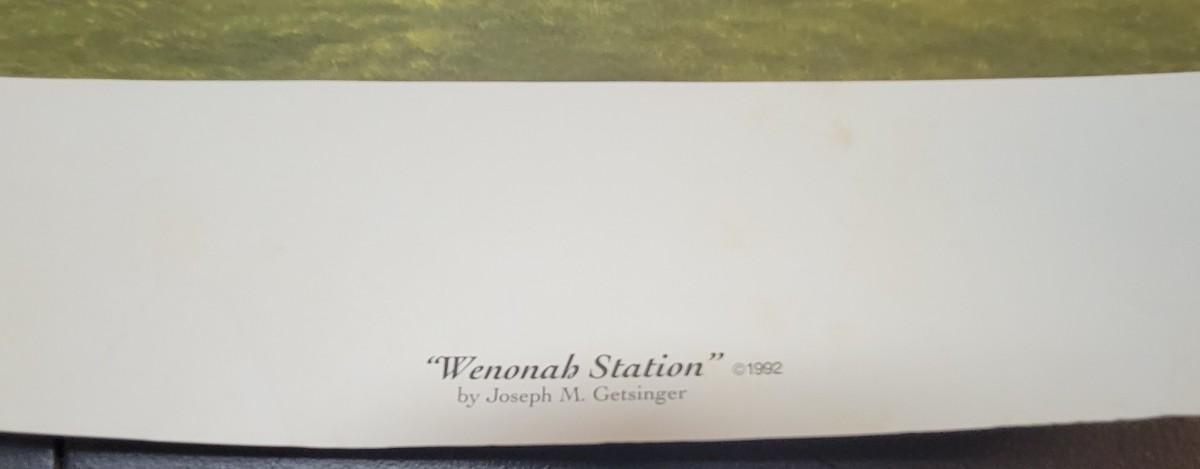 "Wenonah Station" ©1992
by Joseph M. Getsinger